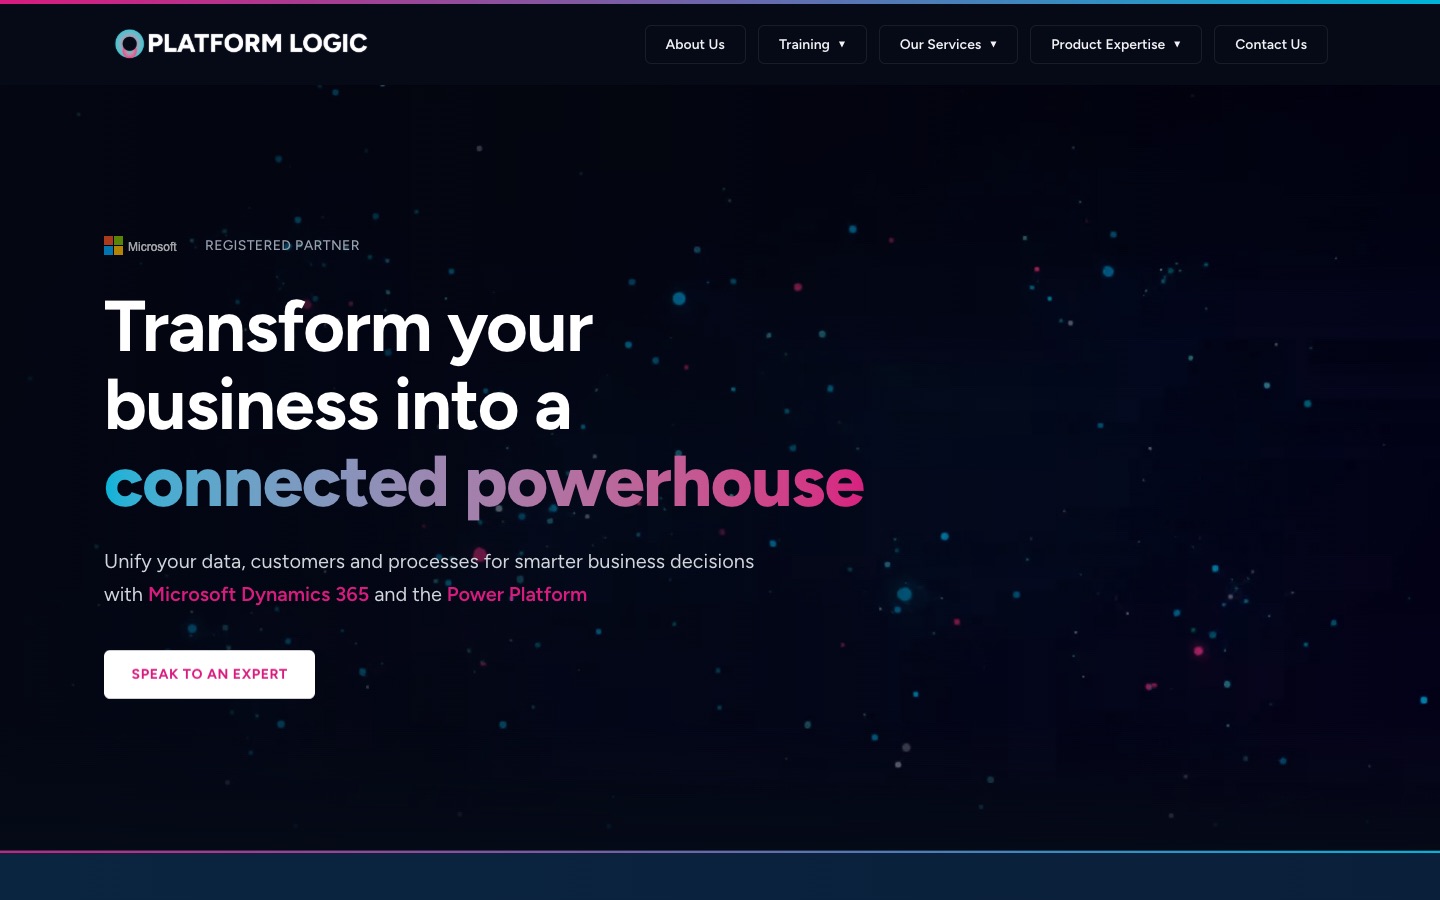 PLATFORM LOGIC
About Us
Training ▼
Our Services ▼
Product Expertise ▼
Contact Us
Microsoft
REGISTERED PARTNER
Transform your
business into a
connected powerhouse
Unify your data, customers and processes for smarter business decisions
with Microsoft Dynamics 365 and the Power Platform
SPEAK TO AN EXPERT